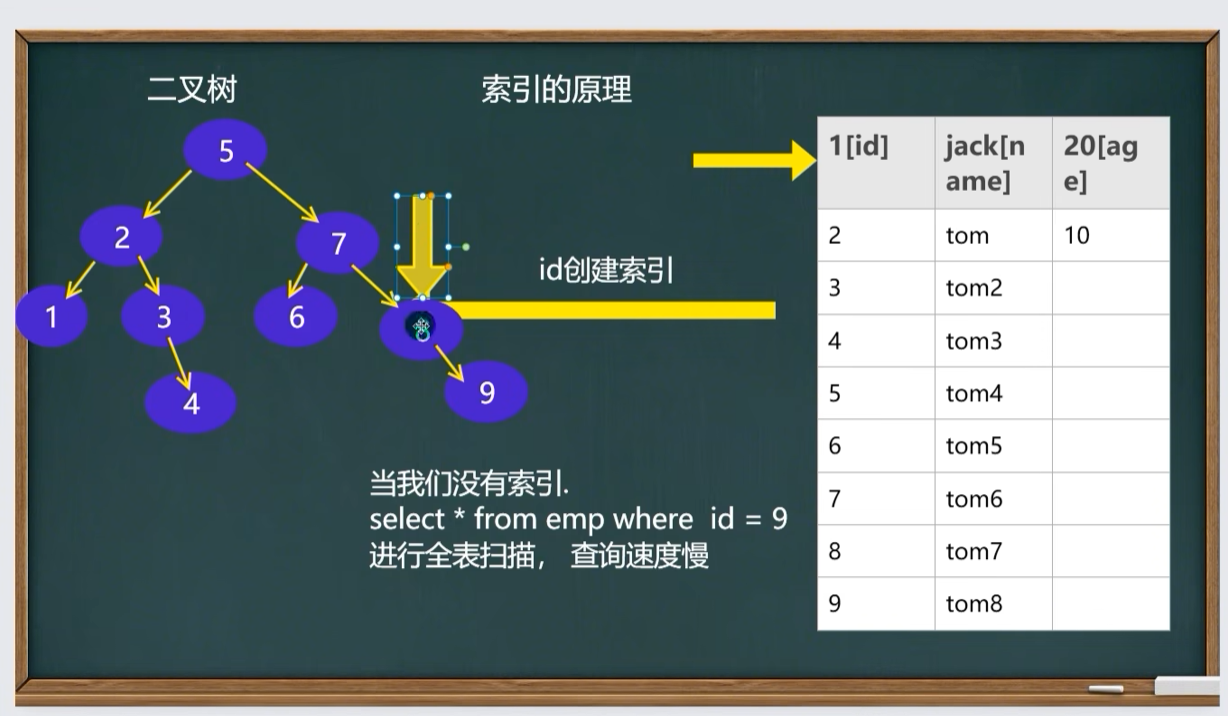 二叉树
索引的原理
5
2
7
1
3
6
4
9
id创建索引
当我们没有索引.
select * from emp where id = 9
进行全表扫描， 查询速度慢
1[id] jack[n
ame] 20[ag
e]
2 tom 10
3 tom2
4 tom3
5 tom4
6 tom5
7 tom6
8 tom7
9 tom8